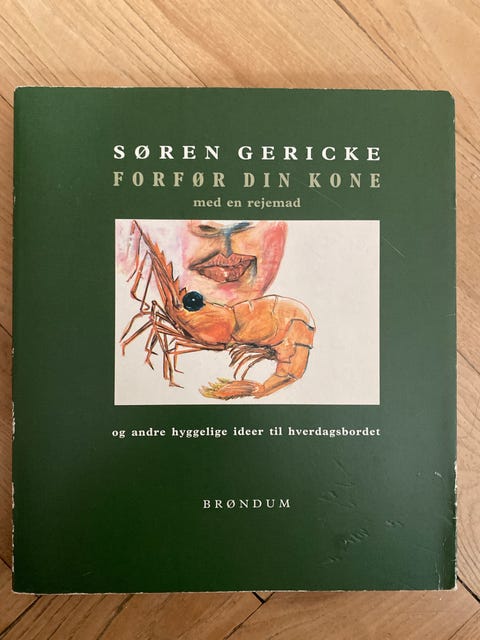 SØREN GERICKE
FORFØR DIN KONE
med en rejemad
og andre hyggelige ideer til hverdagsbordet
BRØNDUM